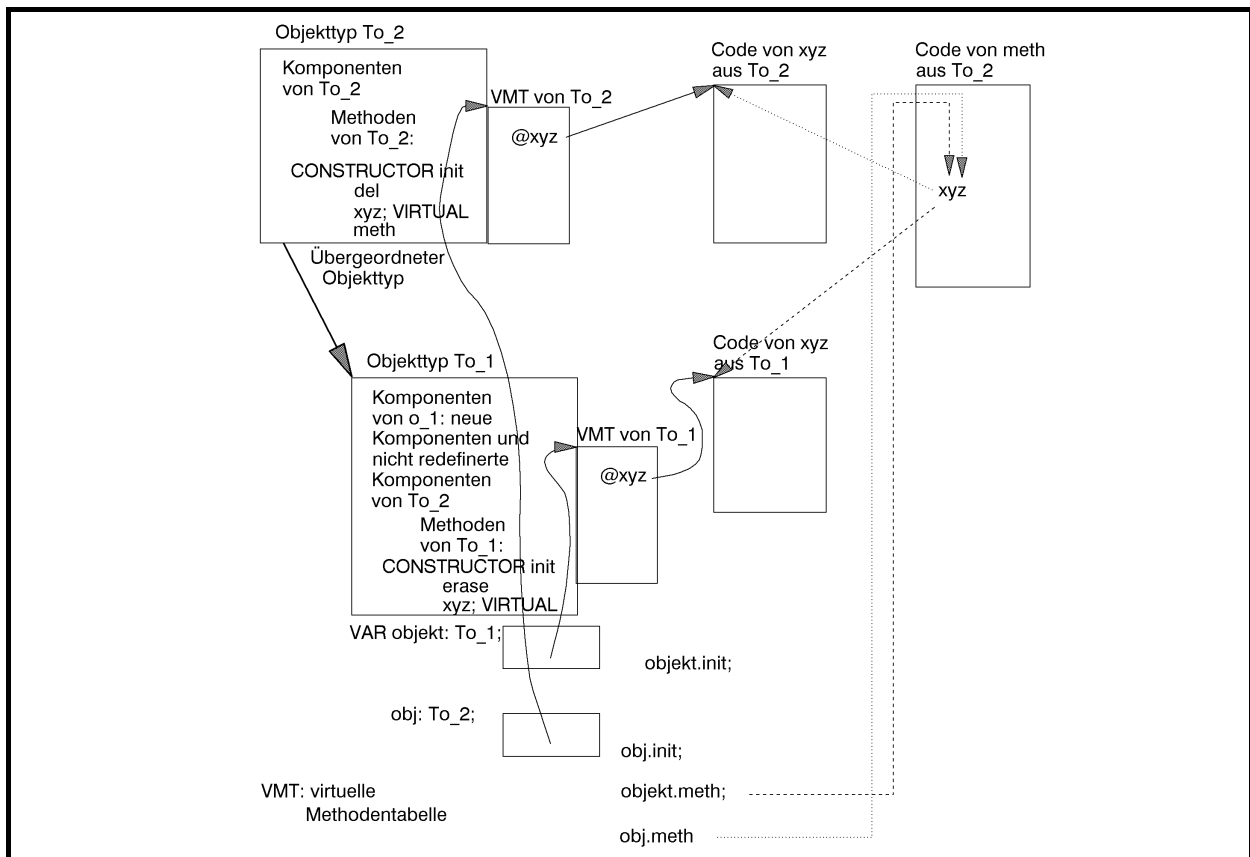 Objekttyp To_2
Komponenten
von To_2
Methoden
von To_2:
CONSTRUCTOR init
del
xyz; VIRTUAL
meth
VMT von To_2
@xyz
Code von xyz
aus To_2
Code von meth
aus To_2
xyz
Übergeordneter
Objekttyp
Objekttyp To_1
Komponenten
von o_1: neue
Komponenten und
nicht redefinerte
Komponenten
von To_2
Methoden
von To_1:
CONSTRUCTOR init
erase
xyz; VIRTUAL
VMT von To_1
@xyz
Code von xyz
aus To_1
VAR objekt: To_1;
objekt.init;
obj: To_2;
obj.init;
VMT: virtuelle
Methodentabelle
objekt.meth;
obj.meth